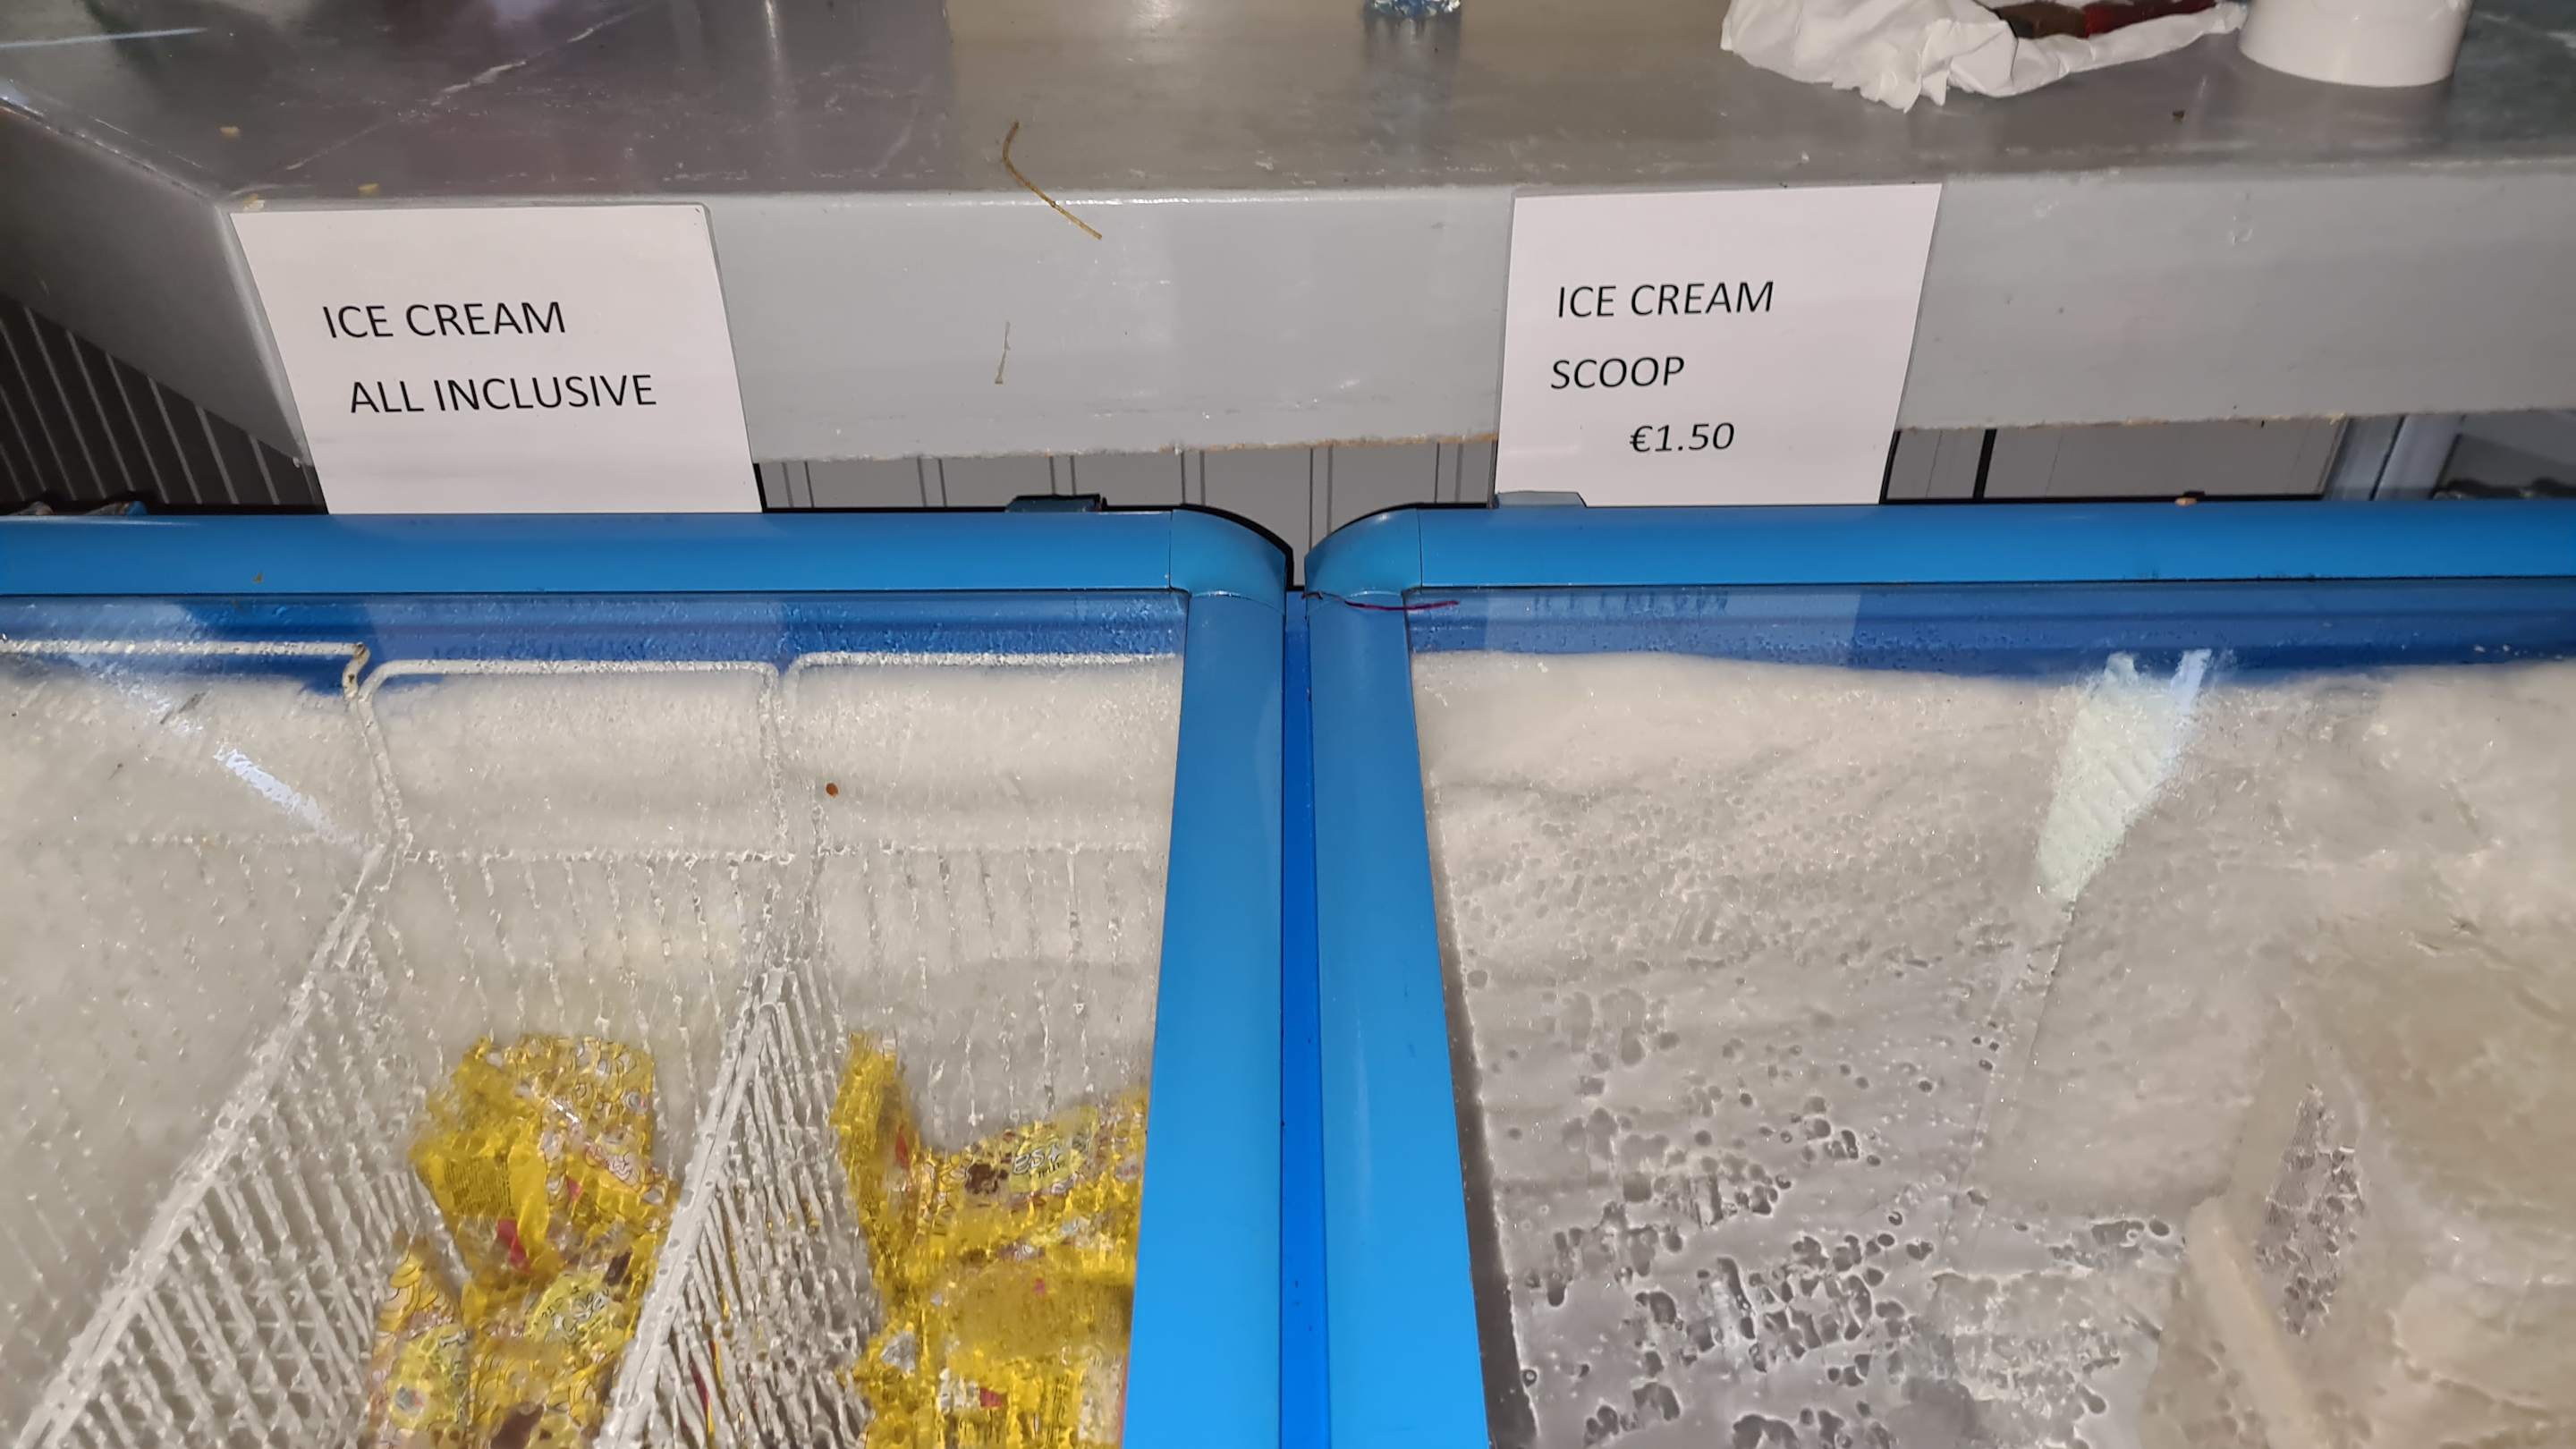 ICE CREAM
ALL INCLUSIVE
ICE CREAM
SCOOP
€1.50